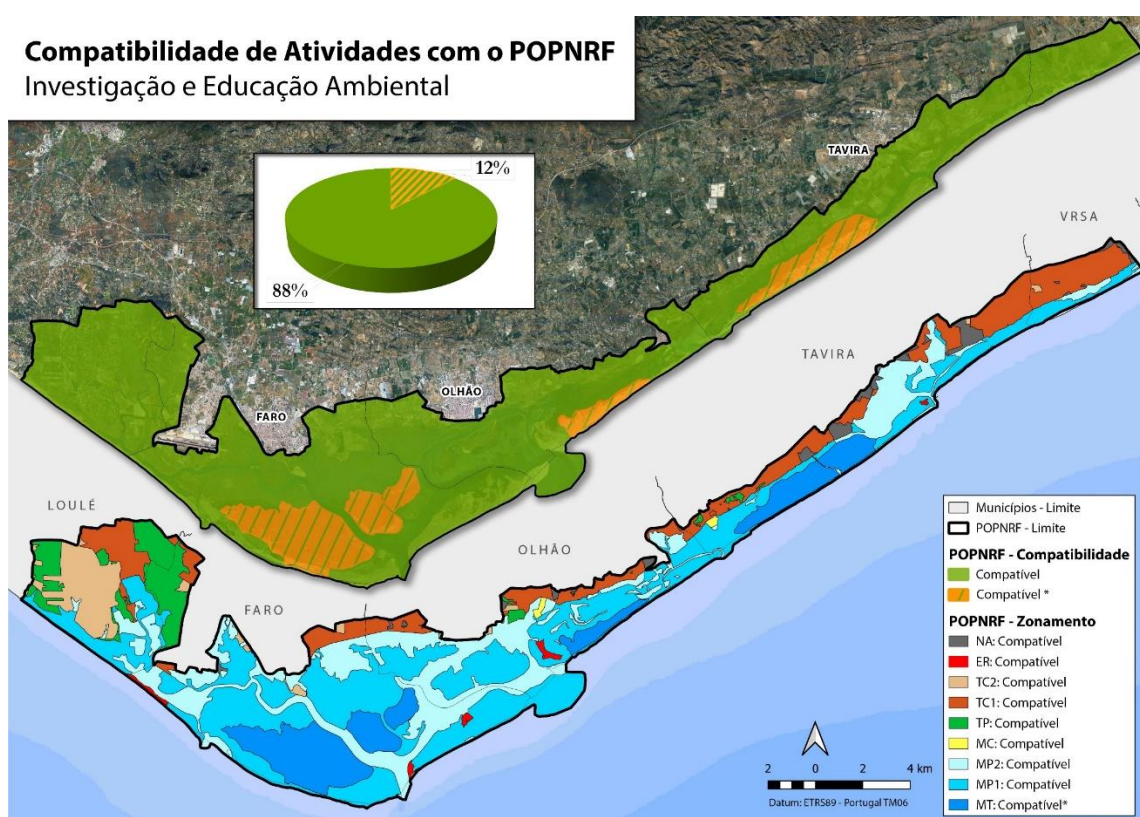 Compatibilidade de Atividades com o POPNRF
Investigação e Educação Ambiental
12%
88%
TAVIRA
VRSA
OLHÃO
FARO
TAVIRA
LOULÉ
OLHÃO
FARO
Municípios - Limite
POPNRF - Limite
POPNRF - Compatibilidade
Compatível
Compatível *
POPNRF - Zonamento
NA: Compatível
ER: Compatível
TC2: Compatível
TC1: Compatível
TP: Compatível
MC: Compatível
MP2: Compatível
MP1: Compatível
MT: Compatível*
2 0 2 4 km
Datum: ETRS89 - Portugal TM06